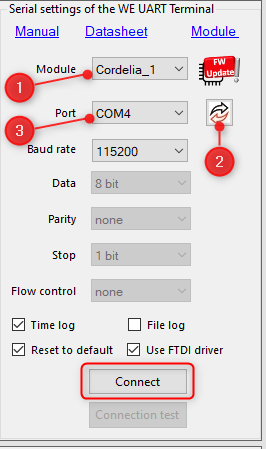 Serial settings of the WE UART Terminal
Manual Datasheet Module
Module Cordelia_1 FW Update
1
Port COM4
3
Baud rate 115200
2
Data 8 bit
Parity none
Stop 1 bit
Flow control none
Time log File log
Reset to default Use FTDI driver
Connect
Connection test